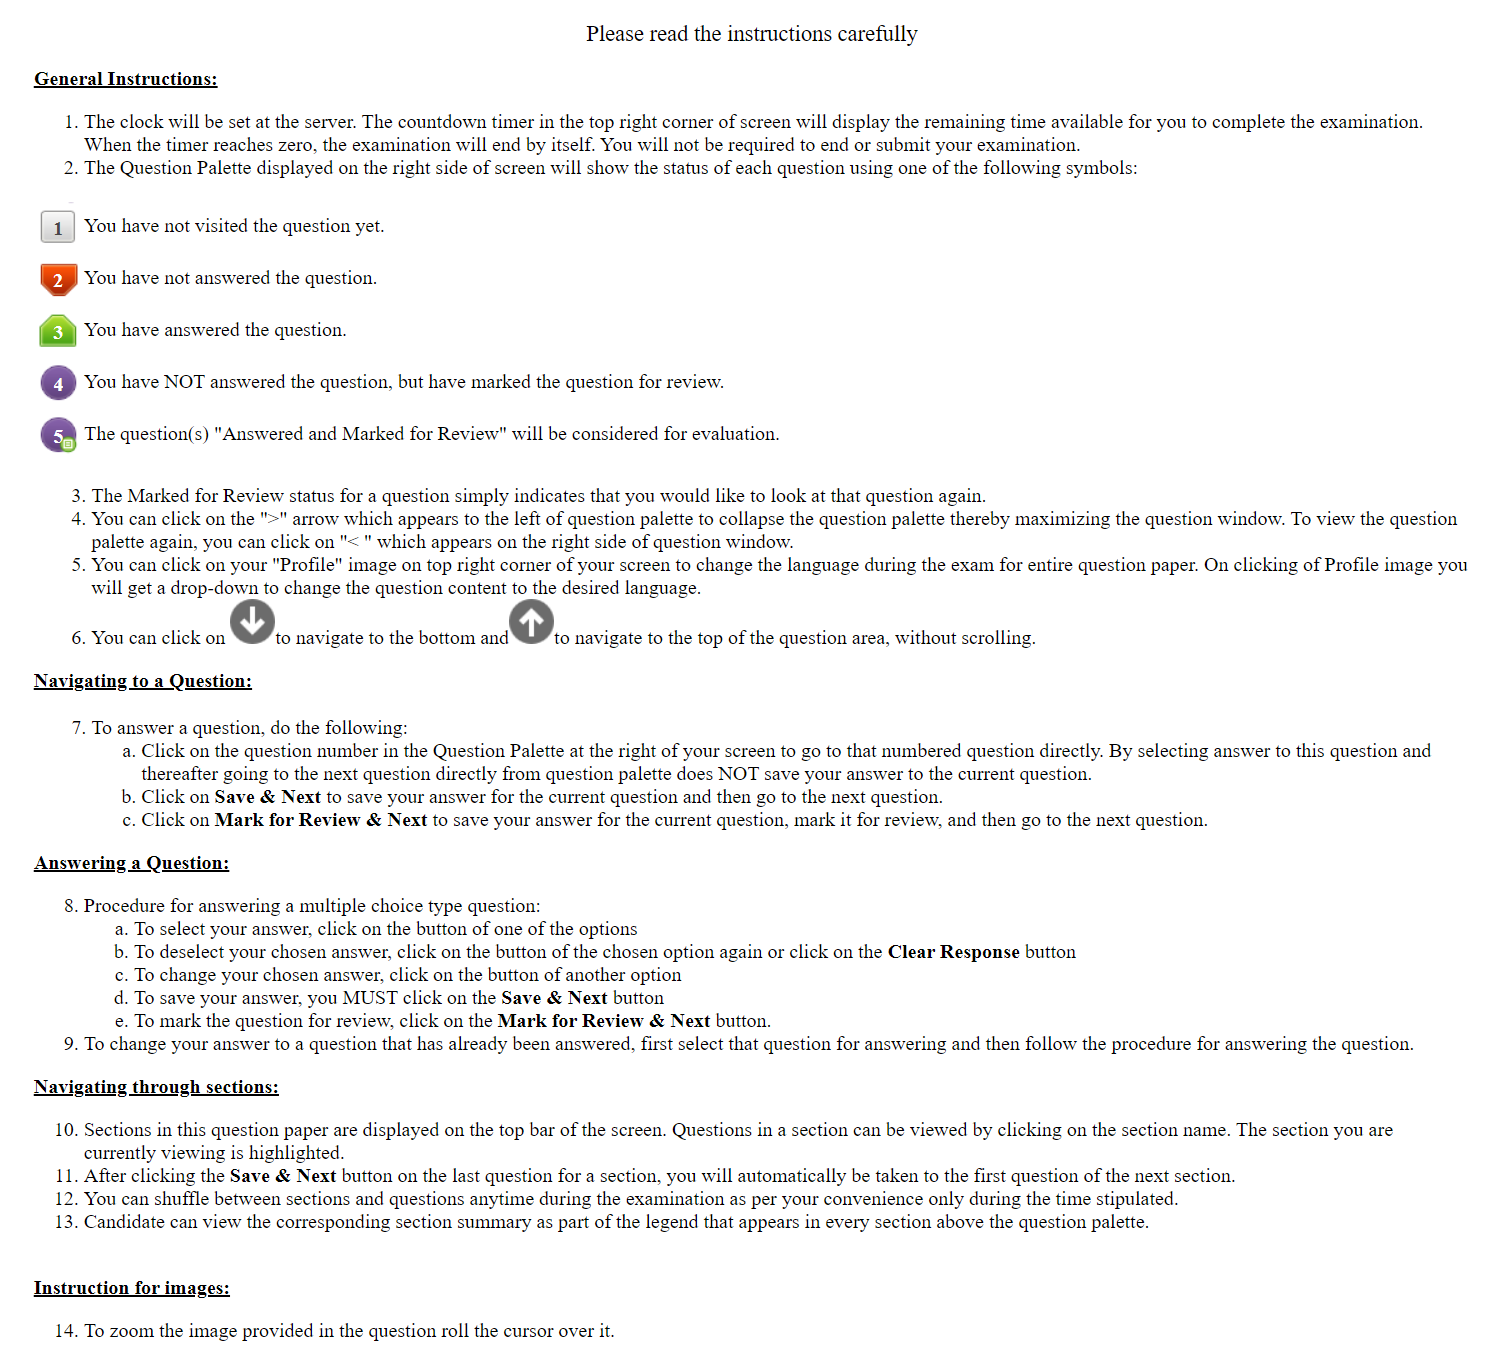 Please read the instructions carefully
General Instructions:
1. The clock will be set at the server. The countdown timer in the top right corner of screen will display the remaining time available for you to complete the examination.
When the timer reaches zero, the examination will end by itself. You will not be required to end or submit your examination.
2. The Question Palette displayed on the right side of screen will show the status of each question using one of the following symbols:
1 You have not visited the question yet.
2 You have not answered the question.
3 You have answered the question.
4 You have NOT answered the question, but have marked the question for review.
5 The question(s) "Answered and Marked for Review" will be considered for evaluation.
3. The Marked for Review status for a question simply indicates that you would like to look at that question again.
4. You can click on the ">" arrow which appears to the left of question palette to collapse the question palette thereby maximizing the question window. To view the question
palette again, you can click on "< " which appears on the right side of question window.
5. You can click on your "Profile" image on top right corner of your screen to change the language during the exam for entire question paper. On clicking of Profile image you
will get a drop-down to change the question content to the desired language.
6. You can click on to navigate to the bottom and to navigate to the top of the question area, without scrolling.
Navigating to a Question:
7. To answer a question, do the following:
a. Click on the question number in the Question Palette at the right of your screen to go to that numbered question directly. By selecting answer to this question and
thereafter going to the next question directly from question palette does NOT save your answer to the current question.
b. Click on Save & Next to save your answer for the current question and then go to the next question.
c. Click on Mark for Review & Next to save your answer for the current question, mark it for review, and then go to the next question.
Answering a Question:
8. Procedure for answering a multiple choice type question:
a. To select your answer, click on the button of one of the options
b. To deselect your chosen answer, click on the button of the chosen option again or click on the Clear Response button
c. To change your chosen answer, click on the button of another option
d. To save your answer, you MUST click on the Save & Next button
e. To mark the question for review, click on the Mark for Review & Next button.
9. To change your answer to a question that has already been answered, first select that question for answering and then follow the procedure for answering the question.
Navigating through sections:
10. Sections in this question paper are displayed on the top bar of the screen. Questions in a section can be viewed by clicking on the section name. The section you are
currently viewing is highlighted.
11. After clicking the Save & Next button on the last question for a section, you will automatically be taken to the first question of the next section.
12. You can shuffle between sections and questions anytime during the examination as per your convenience only during the time stipulated.
13. Candidate can view the corresponding section summary as part of the legend that appears in every section above the question palette.
Instruction for images:
14. To zoom the image provided in the question roll the cursor over it.